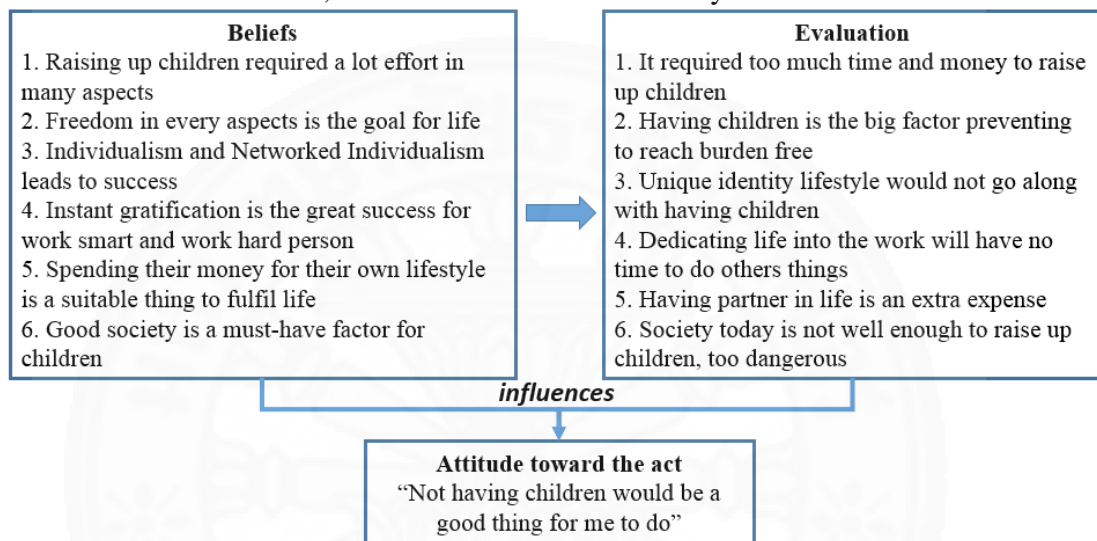 Beliefs
1. Raising up children required a lot effort in
many aspects
2. Freedom in every aspects is the goal for life
3. Individualism and Networked Individualism
leads to success
4. Instant gratification is the great success for
work smart and work hard person
5. Spending their money for their own lifestyle
is a suitable thing to fulfil life
6. Good society is a must-have factor for
children
Evaluation
1. It required too much time and money to raise
up children
2. Having children is the big factor preventing
to reach burden free
3. Unique identity lifestyle would not go along
with having children
4. Dedicating life into the work will have no
time to do others things
5. Having partner in life is an extra expense
6. Society today is not well enough to raise up
children, too dangerous
influences
Attitude toward the act
“Not having children would be a
good thing for me to do”